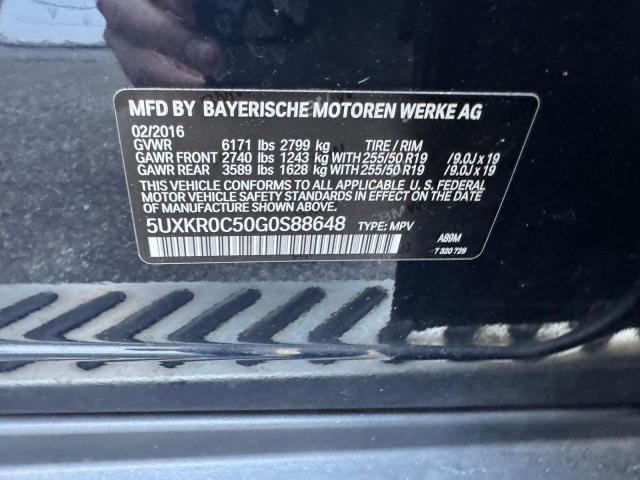 MFD BY BAYERISCHE MOTOREN WERKE AG
02/2016
GVWR 6171 lbs 2799 kg TIRE / RIM
GAWR FRONT 2740 lbs 1243 kg WITH 255/50 R19 /9.0J x 19
GAWR REAR 3589 lbs 1628 kg WITH 255/50 R19 /9.0J x 19
THIS VEHICLE CONFORMS TO ALL APPLICABLE U. S. FEDERAL
MOTOR VEHICLE SAFETY STANDARDS IN EFFECT ON THE
DATE OF MANUFACTURE SHOWN ABOVE.
5UXKR0C50G0S88648 TYPE: MPV
A89M
7 320 729